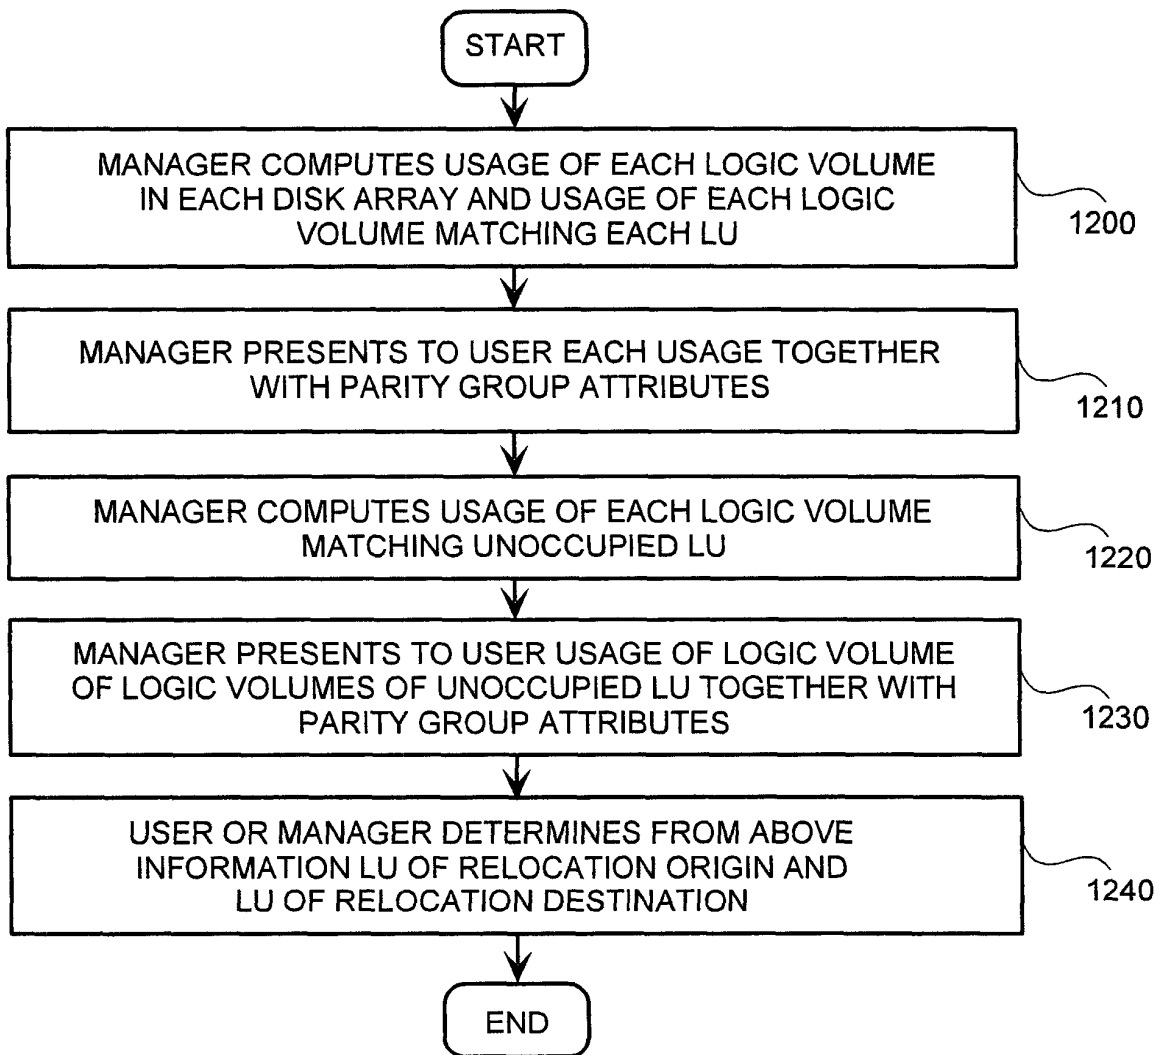 START
MANAGER COMPUTES USAGE OF EACH LOGIC VOLUME
IN EACH DISK ARRAY AND USAGE OF EACH LOGIC
VOLUME MATCHING EACH LU
1200
MANAGER PRESENTS TO USER EACH USAGE TOGETHER
WITH PARITY GROUP ATTRIBUTES
1210
MANAGER COMPUTES USAGE OF EACH LOGIC VOLUME
MATCHING UNOCCUPIED LU
1220
MANAGER PRESENTS TO USER USAGE OF LOGIC VOLUME
OF LOGIC VOLUMES OF UNOCCUPIED LU TOGETHER WITH
PARITY GROUP ATTRIBUTES
1230
USER OR MANAGER DETERMINES FROM ABOVE
INFORMATION LU OF RELOCATION ORIGIN AND
LU OF RELOCATION DESTINATION
1240
END